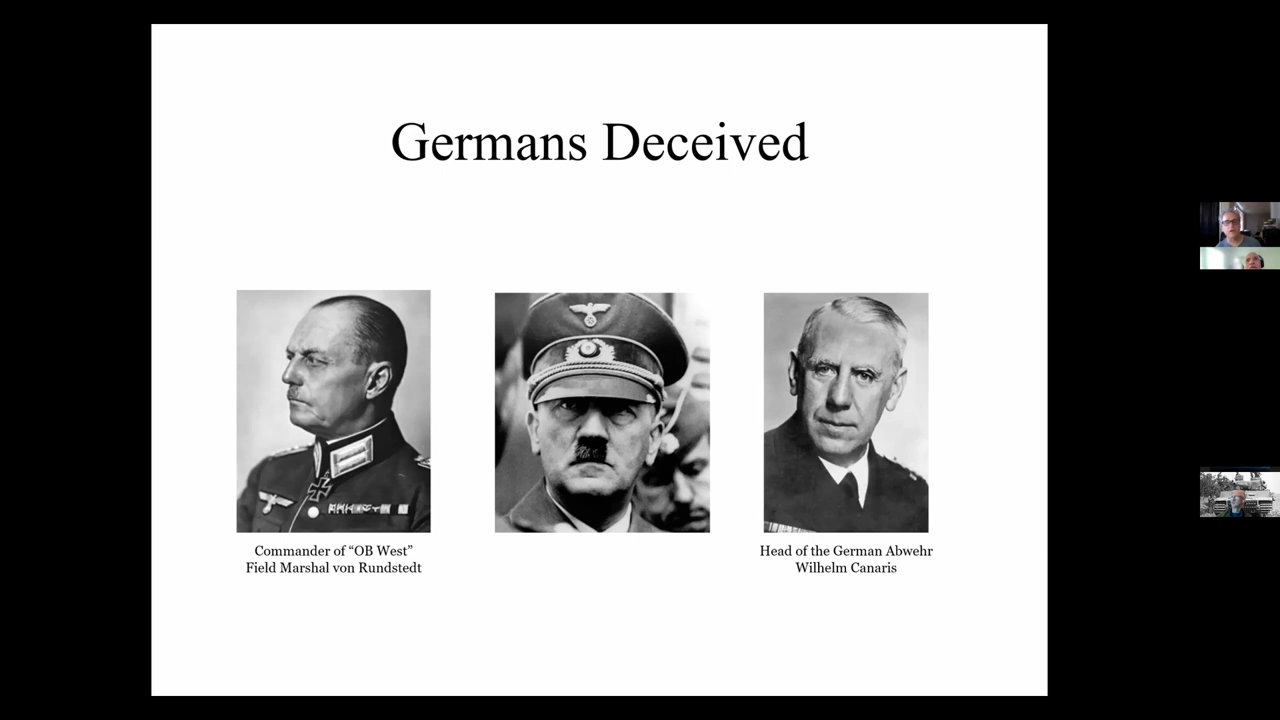 Germans Deceived
Commander of “OB West”
Field Marshal von Rundstedt
Head of the German Abwehr
Wilhelm Canaris